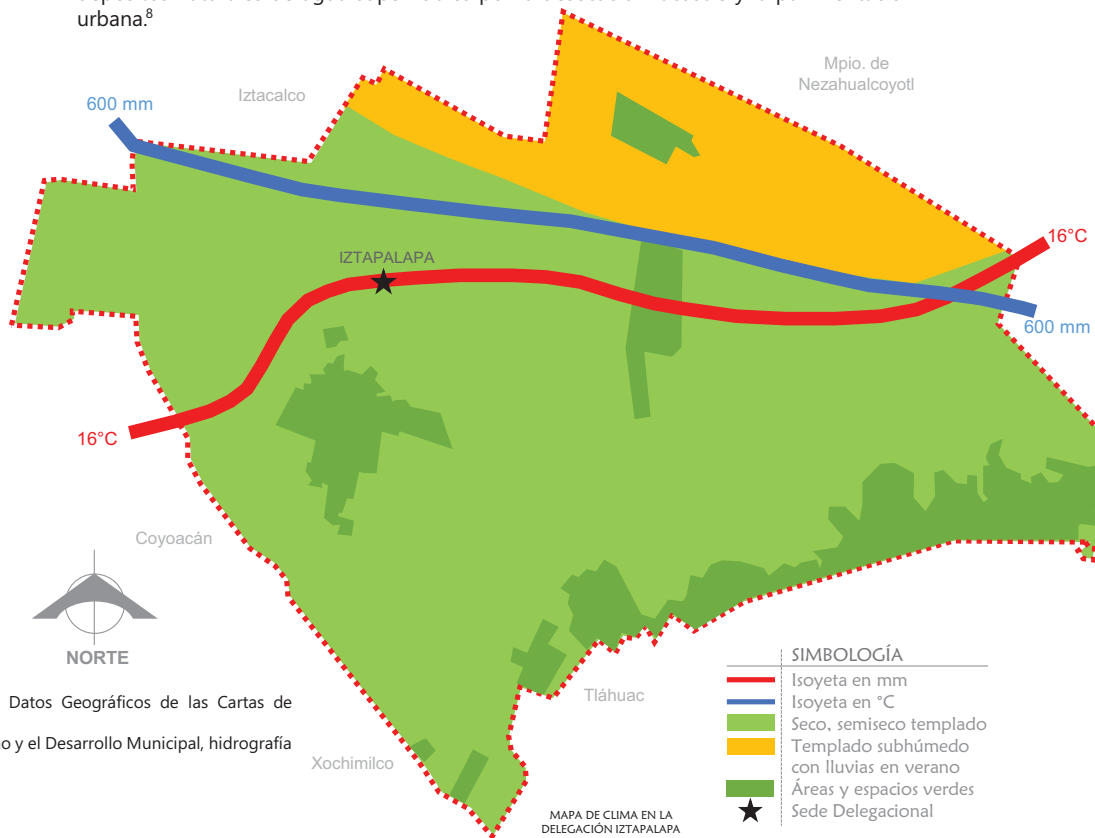 urbana.8
Mpio. de
Nezahualcoyotl
Iztacalco
600 mm
16°C
IZTAPALAPA
600 mm
16°C
Coyoacán
NORTE
SIMBOLOGÍA
Isoyeta en mm
Isoyeta en °C
Seco, semiseco templado
Templado subhúmedo
con lluvias en verano
Áreas y espacios verdes
Sede Delegacional
Tláhuac
Datos Geográficos de las Cartas de
o y el Desarrollo Municipal, hidrografía
Xochimilco
MAPA DE CLIMA EN LA
DELEGACIÓN IZTAPALAPA